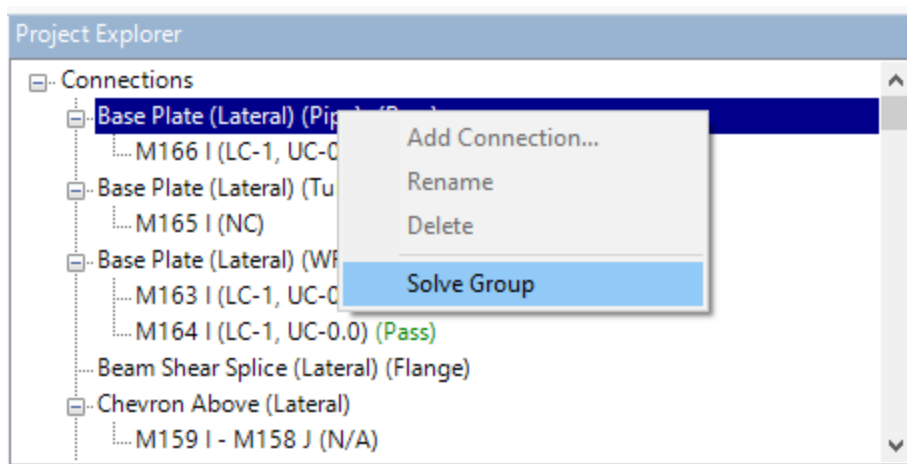 Project Explorer
Connections
Base Plate (Lateral) (Pip
M166 I (LC-1, UC-0
Base Plate (Lateral) (Tu
M165 I (NC)
Base Plate (Lateral) (WF
M163 I (LC-1, UC-0
M164 I (LC-1, UC-0.0) (Pass)
Beam Shear Splice (Lateral) (Flange)
Chevron Above (Lateral)
M159 I - M158 J (N/A)
Add Connection...
Rename
Delete
Solve Group